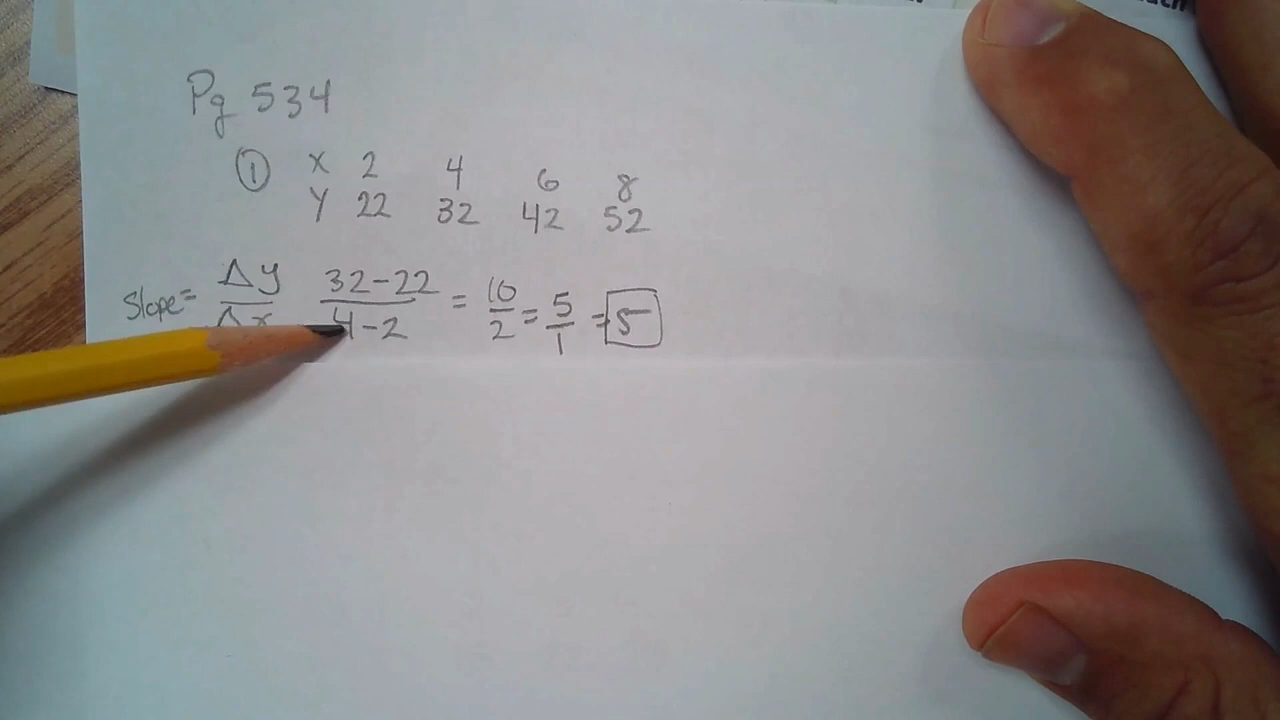 Pg 534
① X 2 4 6 8
Y 22 32 42 52
Slope = Δy/Δx 32-22/4-2 = 10/2 = 5/1 = 5